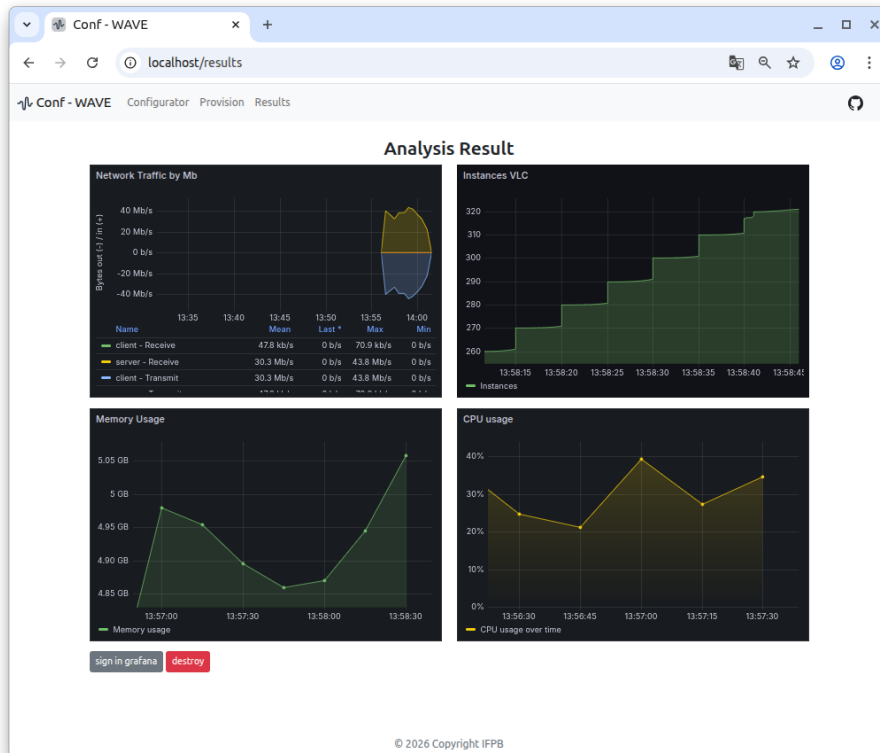 Conf - WAVE
localhost/results
Conf - WAVE Configurator Provision Results
Analysis Result
Network Traffic by Mb
Bytes out (-) / in (+)
40 Mb/s
20 Mb/s
0 b/s
-20 Mb/s
-40 Mb/s
13:35 13:40 13:45 13:50 13:55 14:00
Name Mean Last * Max Min
client - Receive 47.8 kb/s 0 b/s 70.9 kb/s 0 b/s
server - Receive 30.3 Mb/s 0 b/s 43.8 Mb/s 0 b/s
client - Transmit 30.3 Mb/s 0 b/s 43.8 Mb/s 0 b/s
Instances VLC
320
310
300
290
280
270
260
13:58:15 13:58:20 13:58:25 13:58:30 13:58:35 13:58:40 13:58:45
Instances
Memory Usage
5.05 GB
5 GB
4.95 GB
4.90 GB
4.85 GB
13:57:00 13:57:30 13:58:00 13:58:30
Memory usage
CPU usage
40%
30%
20%
10%
0%
13:56:30 13:56:45 13:57:00 13:57:15 13:57:30
CPU usage over time
sign in grafana destroy
© 2026 Copyright IFPB